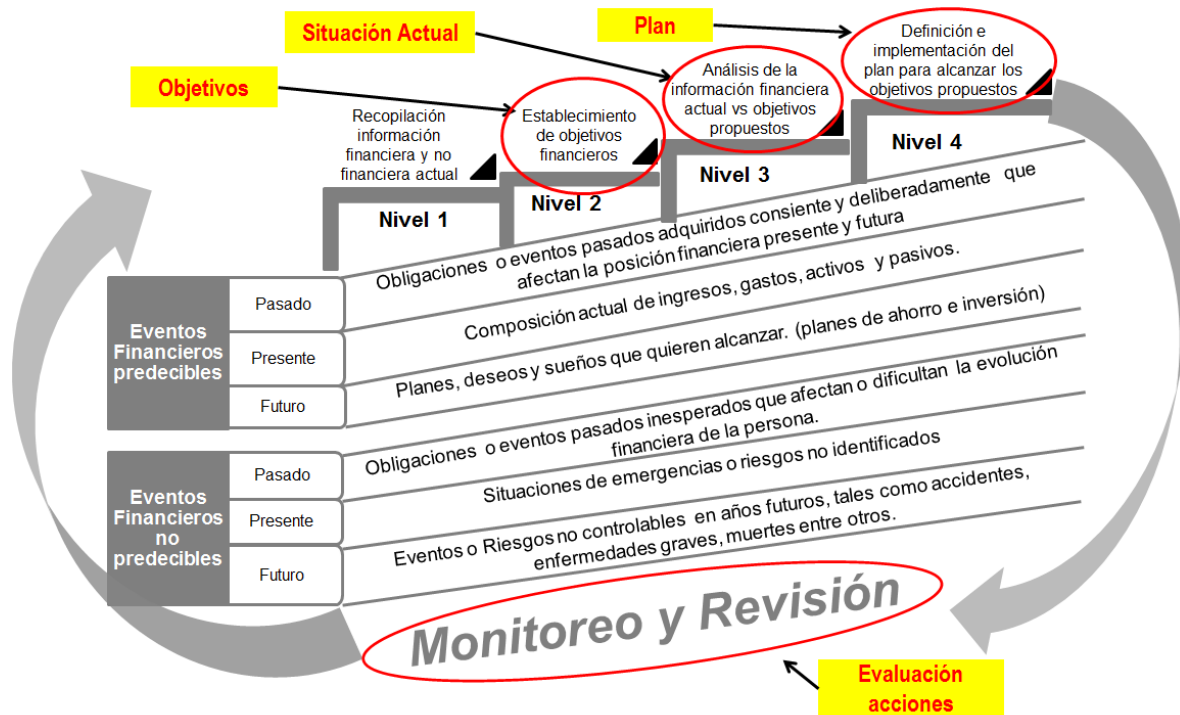 Situación Actual
Plan
Objetivos
Recopilación
información
financiera y no
financiera actual
Establecimiento
de objetivos
financieros
Análisis de la
información financiera
actual vs objetivos
propuestos
Definición e
implementación del
plan para alcanzar los
objetivos propuestos
Nivel 1
Nivel 2
Nivel 3
Nivel 4
Eventos
Financieros
predecibles
Pasado
Obligaciones o eventos pasados adquiridos consiente y deliberadamente que
afectan la posición financiera presente y futura
Presente
Composición actual de ingresos, gastos, activos y pasivos.
Futuro
Planes, deseos y sueños que quieren alcanzar. (planes de ahorro e inversión)
Eventos
Financieros
no
predecibles
Pasado
Obligaciones o eventos pasados inesperados que afectan o dificultan la evolución
financiera de la persona.
Presente
Situaciones de emergencias o riesgos no identificados
Futuro
Eventos o Riesgos no controlables en años futuros, tales como accidentes,
enfermedades graves, muertes entre otros.
Monitoreo y Revisión
Evaluación
acciones